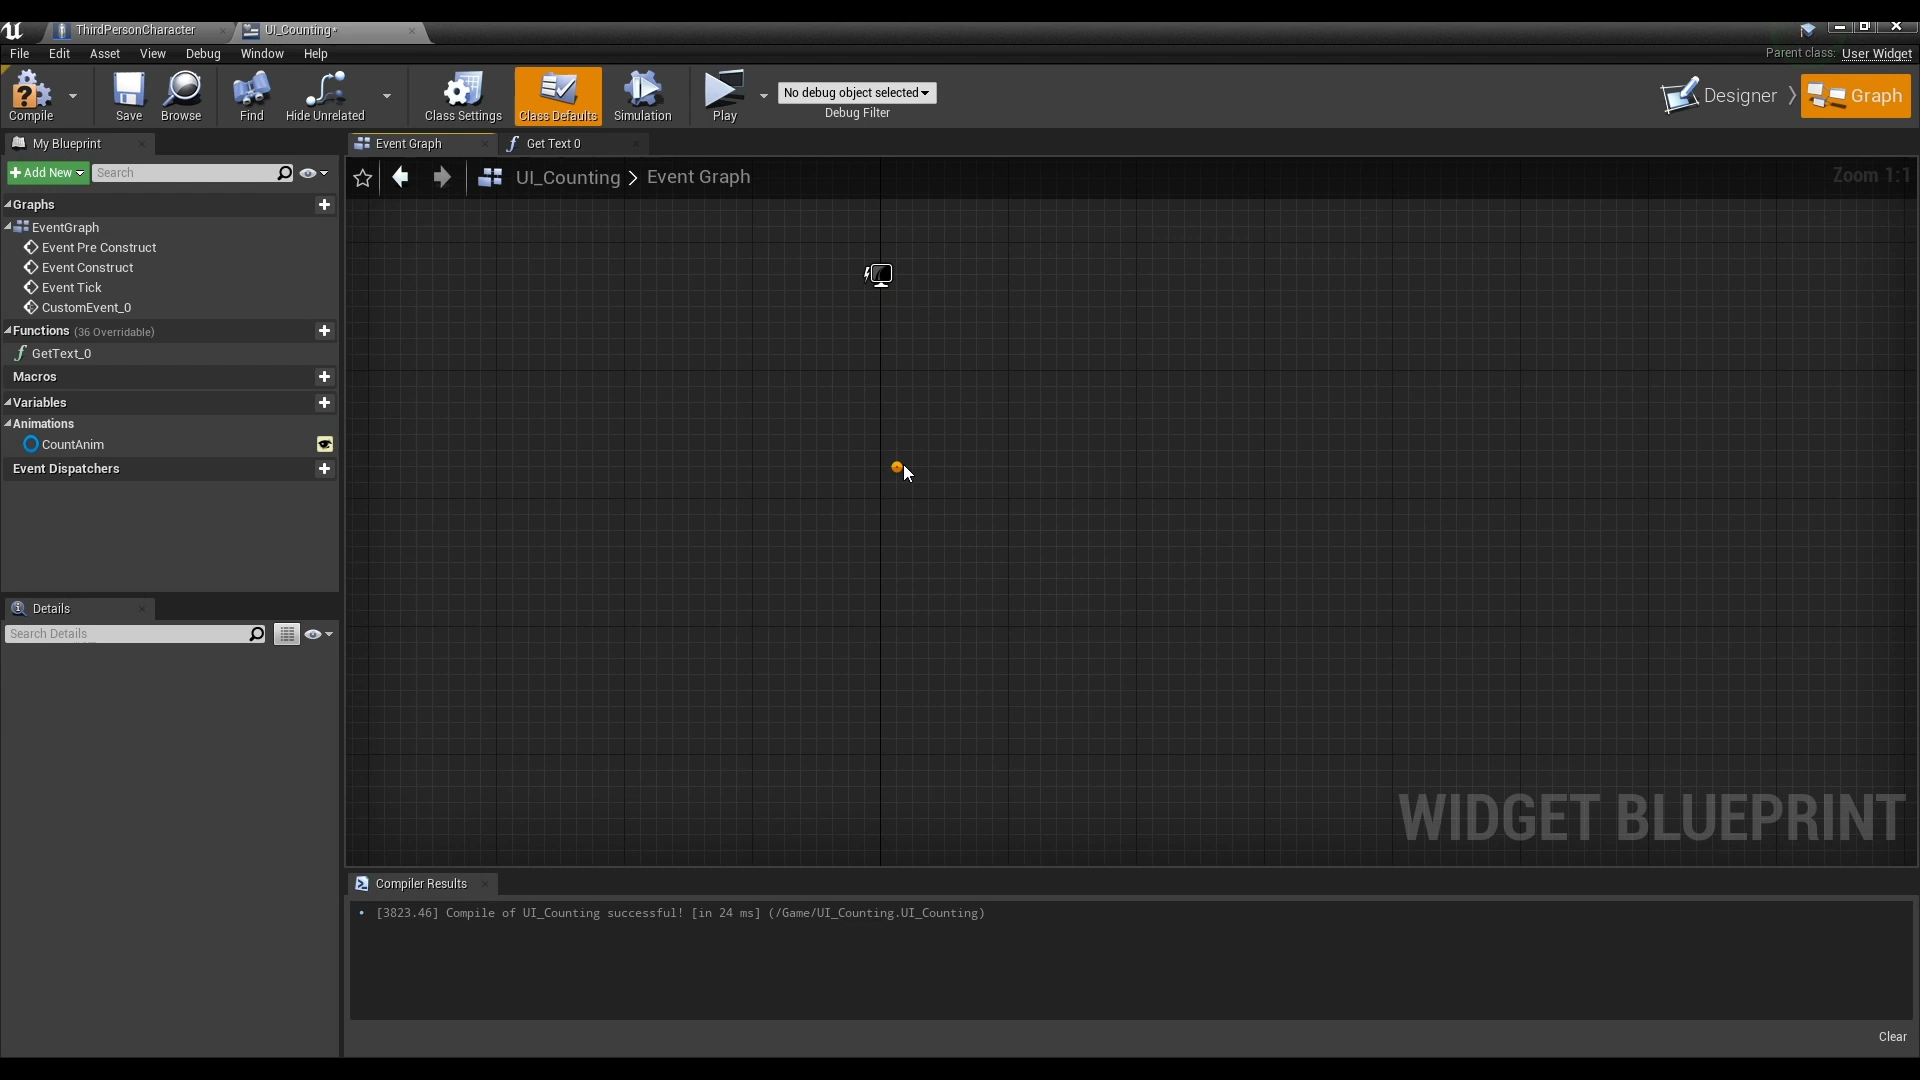 ThirdPersonCharacter
UI_Counting*
File Edit Asset View Window Debug Help
Parent class: User Widget
Compile
Save
Browse
Find
Hide Unrelated
Class Settings
Class Defaults
Simulation
Play
No debug object selected
Debug Filter
Designer
Graph
My Blueprint
Event Graph
Get Text 0
Add New
Search
UI_Counting > Event Graph
Zoom 1:1
Graphs
EventGraph
Event Pre Construct
Event Construct
Event Tick
CustomEvent_0
Functions (36 Overridable)
GetText_0
Macros
Variables
Animations
CountAnim
Event Dispatchers
Details
Search Details
WIDGET BLUEPRINT
Compiler Results
• [3823.46] Compile of UI_Counting successful! [in 24 ms] (/Game/UI_Counting.UI_Counting)
Clear